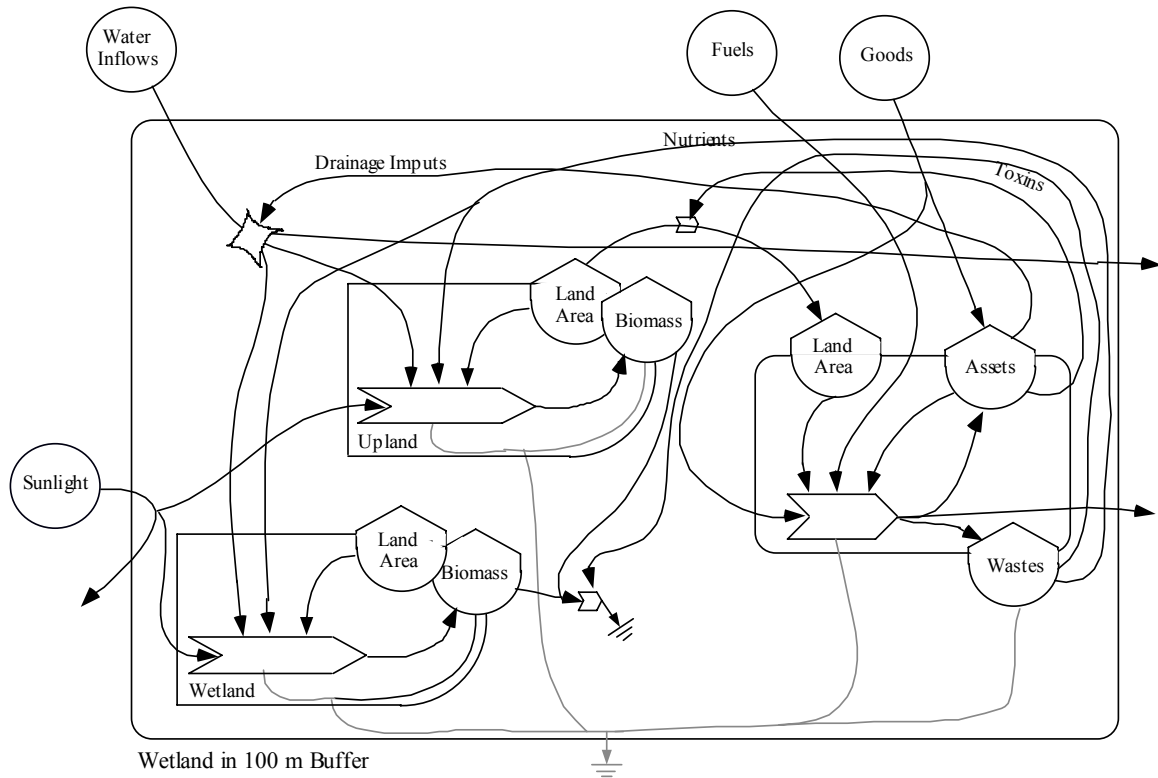 Water
Inflows
Fuels
Goods
Nutrients
Drainage Imputs
Toxins
Land
Area
Biomass
Land
Area
Assets
Upland
Sunlight
Land
Area
Biomass
Wastes
Wetland
Wetland in 100 m Buffer